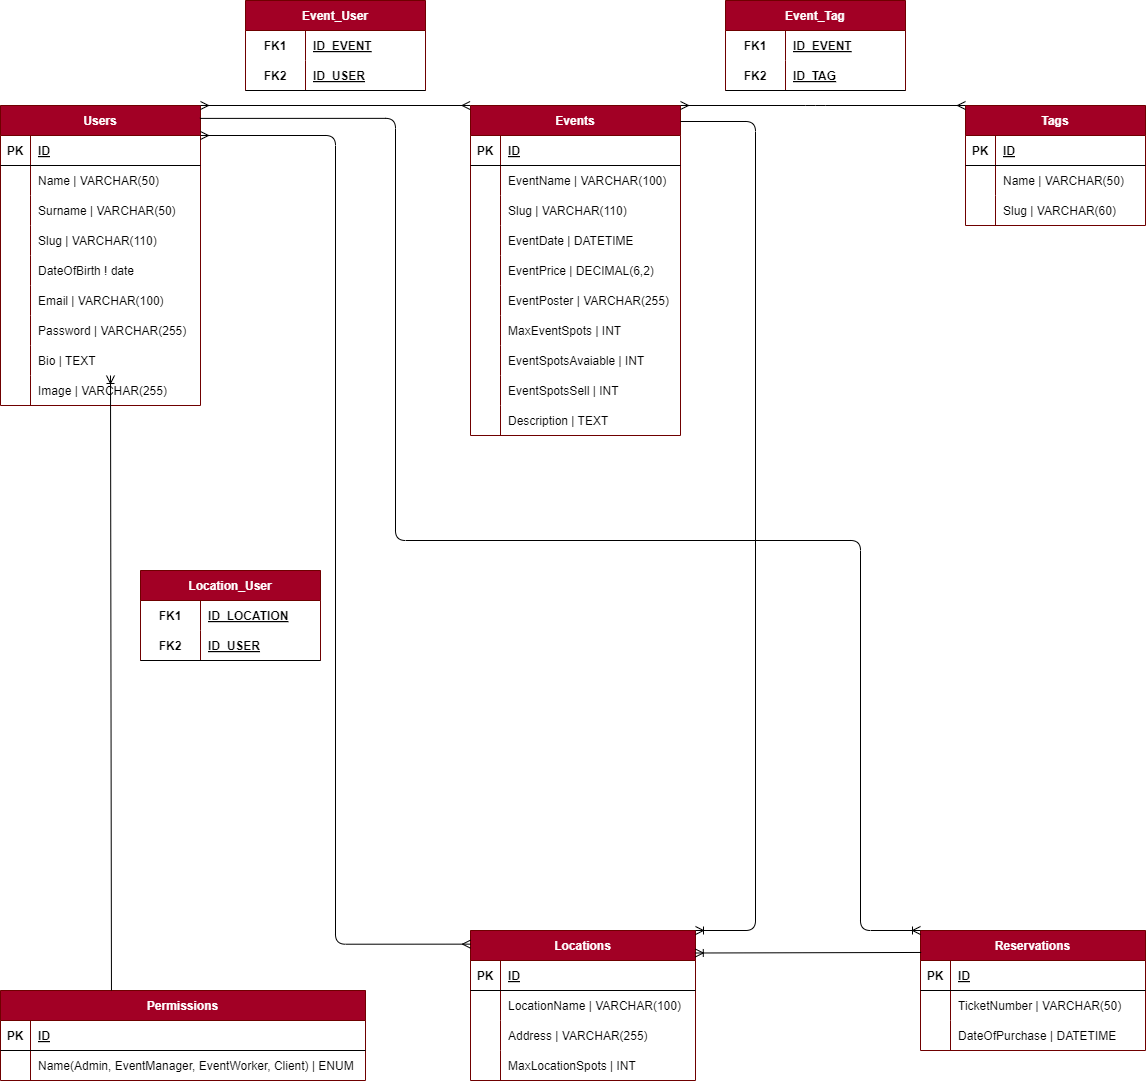 Event_User
FK1 ID_EVENT
FK2 ID_USER
Event_Tag
FK1 ID_EVENT
FK2 ID_TAG
Users
PK ID
Name | VARCHAR(50)
Surname | VARCHAR(50)
Slug | VARCHAR(110)
DateOfBirth ! date
Email | VARCHAR(100)
Password | VARCHAR(255)
Bio | TEXT
Image | VARCHAR(255)
Events
PK ID
EventName | VARCHAR(100)
Slug | VARCHAR(110)
EventDate | DATETIME
EventPrice | DECIMAL(6,2)
EventPoster | VARCHAR(255)
MaxEventSpots | INT
EventSpotsAvaiable | INT
EventSpotsSell | INT
Description | TEXT
Tags
PK ID
Name | VARCHAR(50)
Slug | VARCHAR(60)
Location_User
FK1 ID_LOCATION
FK2 ID_USER
Permissions
PK ID
Name(Admin, EventManager, EventWorker, Client) | ENUM
Locations
PK ID
LocationName | VARCHAR(100)
Address | VARCHAR(255)
MaxLocationSpots | INT
Reservations
PK ID
TicketNumber | VARCHAR(50)
DateOfPurchase | DATETIME